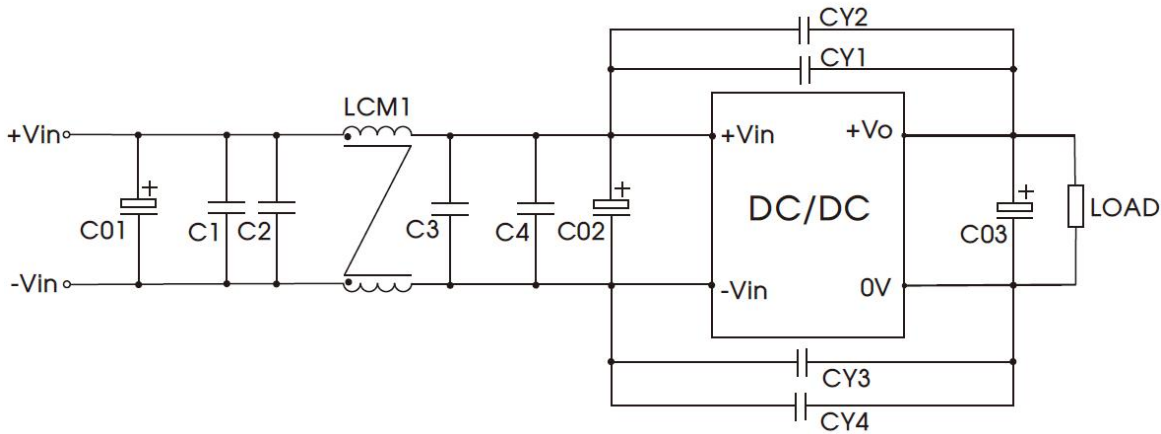 CY2
CY1
LCM1
+Vin
+Vin
+Vo
+
+
+
DC/DC
LOAD
C01
C1
C2
C3
C4
C02
C03
-Vin
-Vin
0V
CY3
CY4